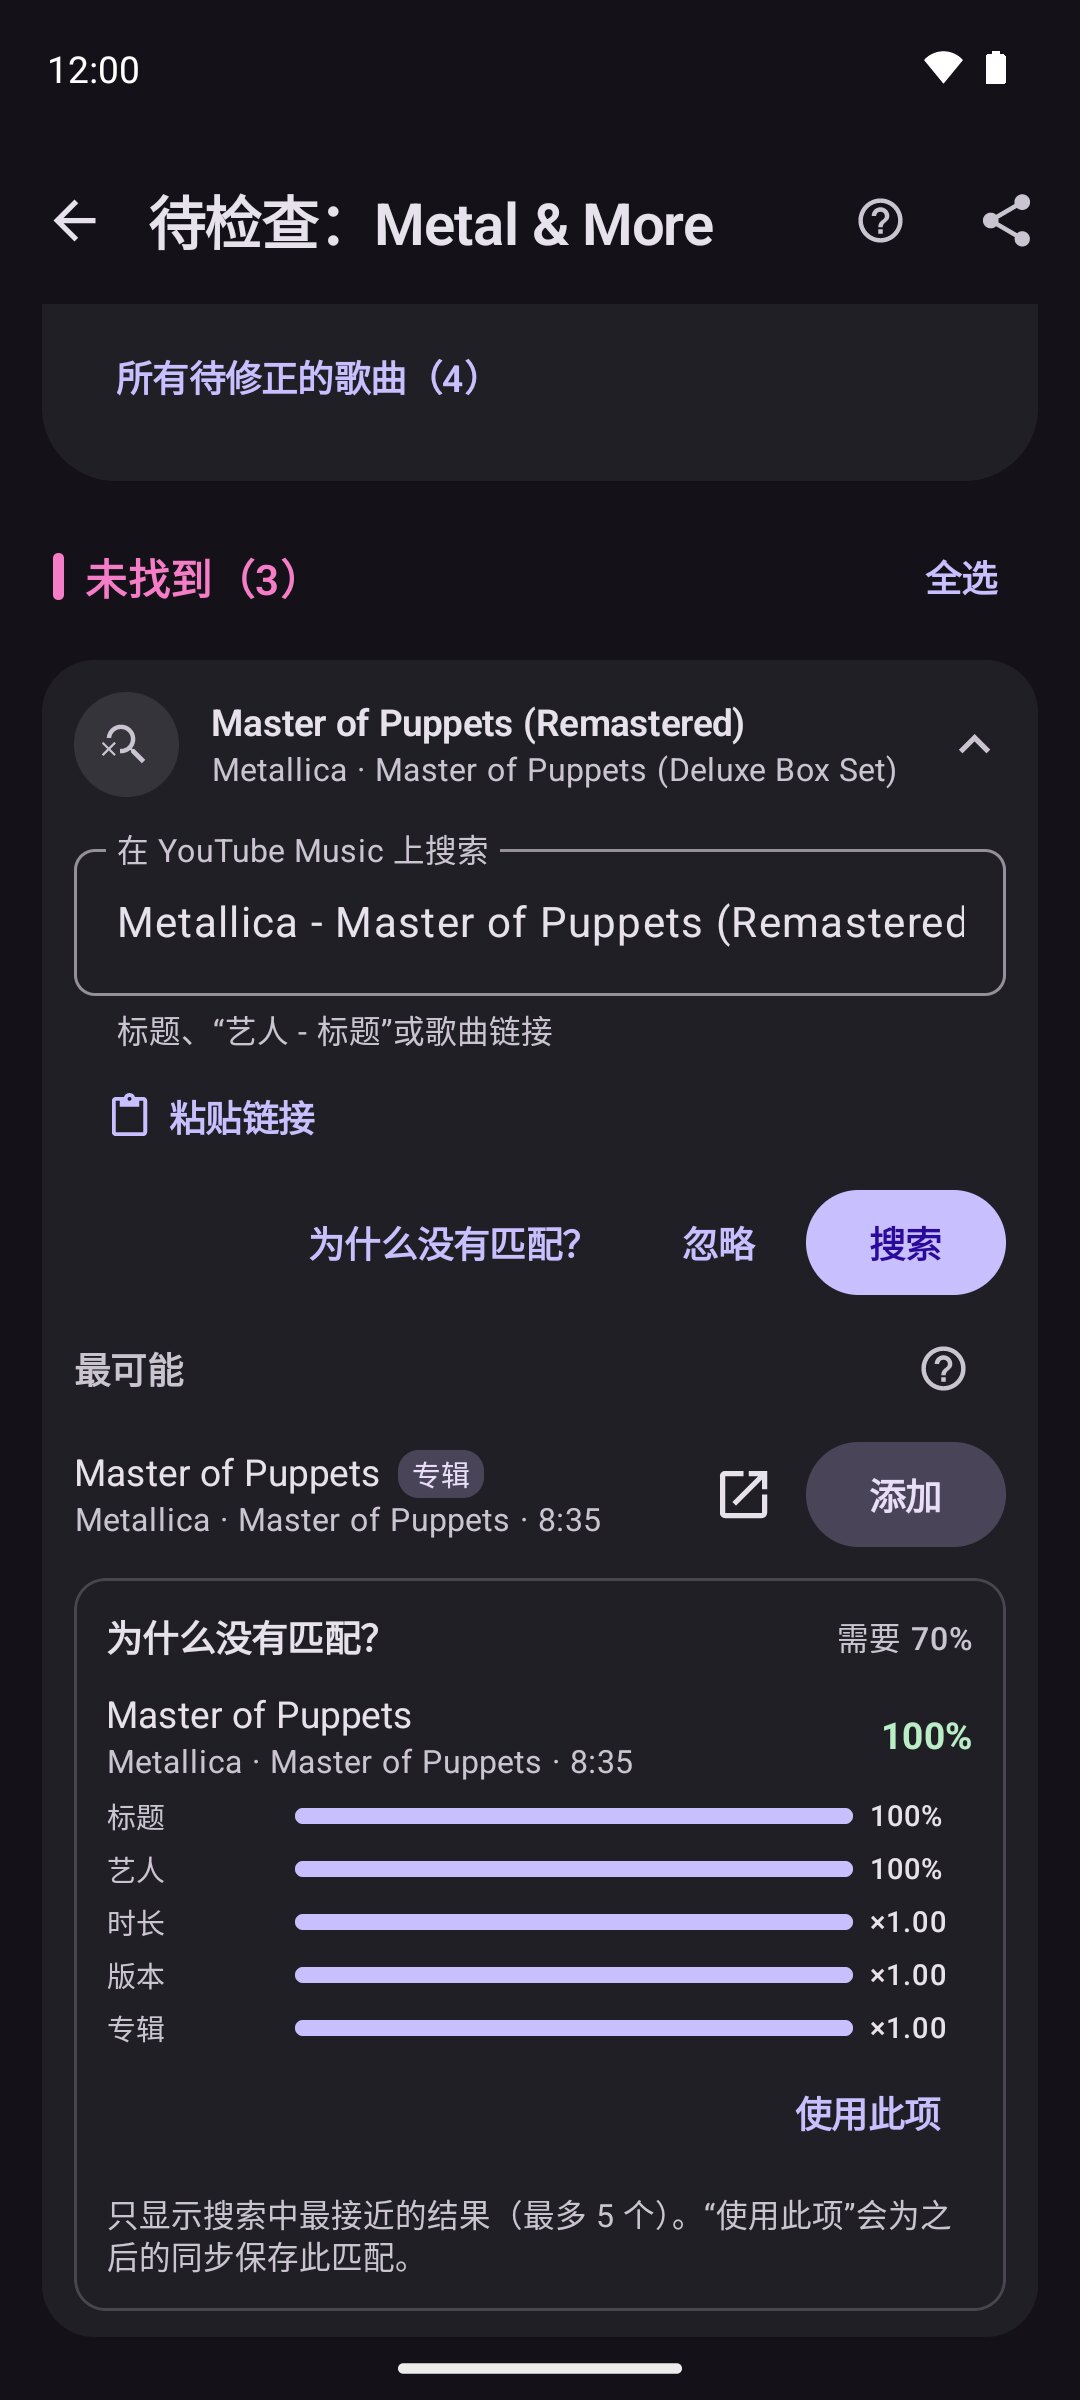 12:00
待检查：Metal & More
所有待修正的歌曲（4）
未找到（3）
全选
Master of Puppets (Remastered)
Metallica · Master of Puppets (Deluxe Box Set)
在 YouTube Music 上搜索
Metallica - Master of Puppets (Remastered
标题、“艺人 - 标题”或歌曲链接
粘贴链接
为什么没有匹配？
忽略
搜索
最可能
Master of Puppets 专辑
Metallica · Master of Puppets · 8:35
添加
为什么没有匹配？
需要 70%
Master of Puppets
Metallica · Master of Puppets · 8:35
100%
标题 100%
艺人 100%
时长 ×1.00
版本 ×1.00
专辑 ×1.00
使用此项
只显示搜索中最接近的结果（最多 5 个）。“使用此项”会为之
后的同步保存此匹配。